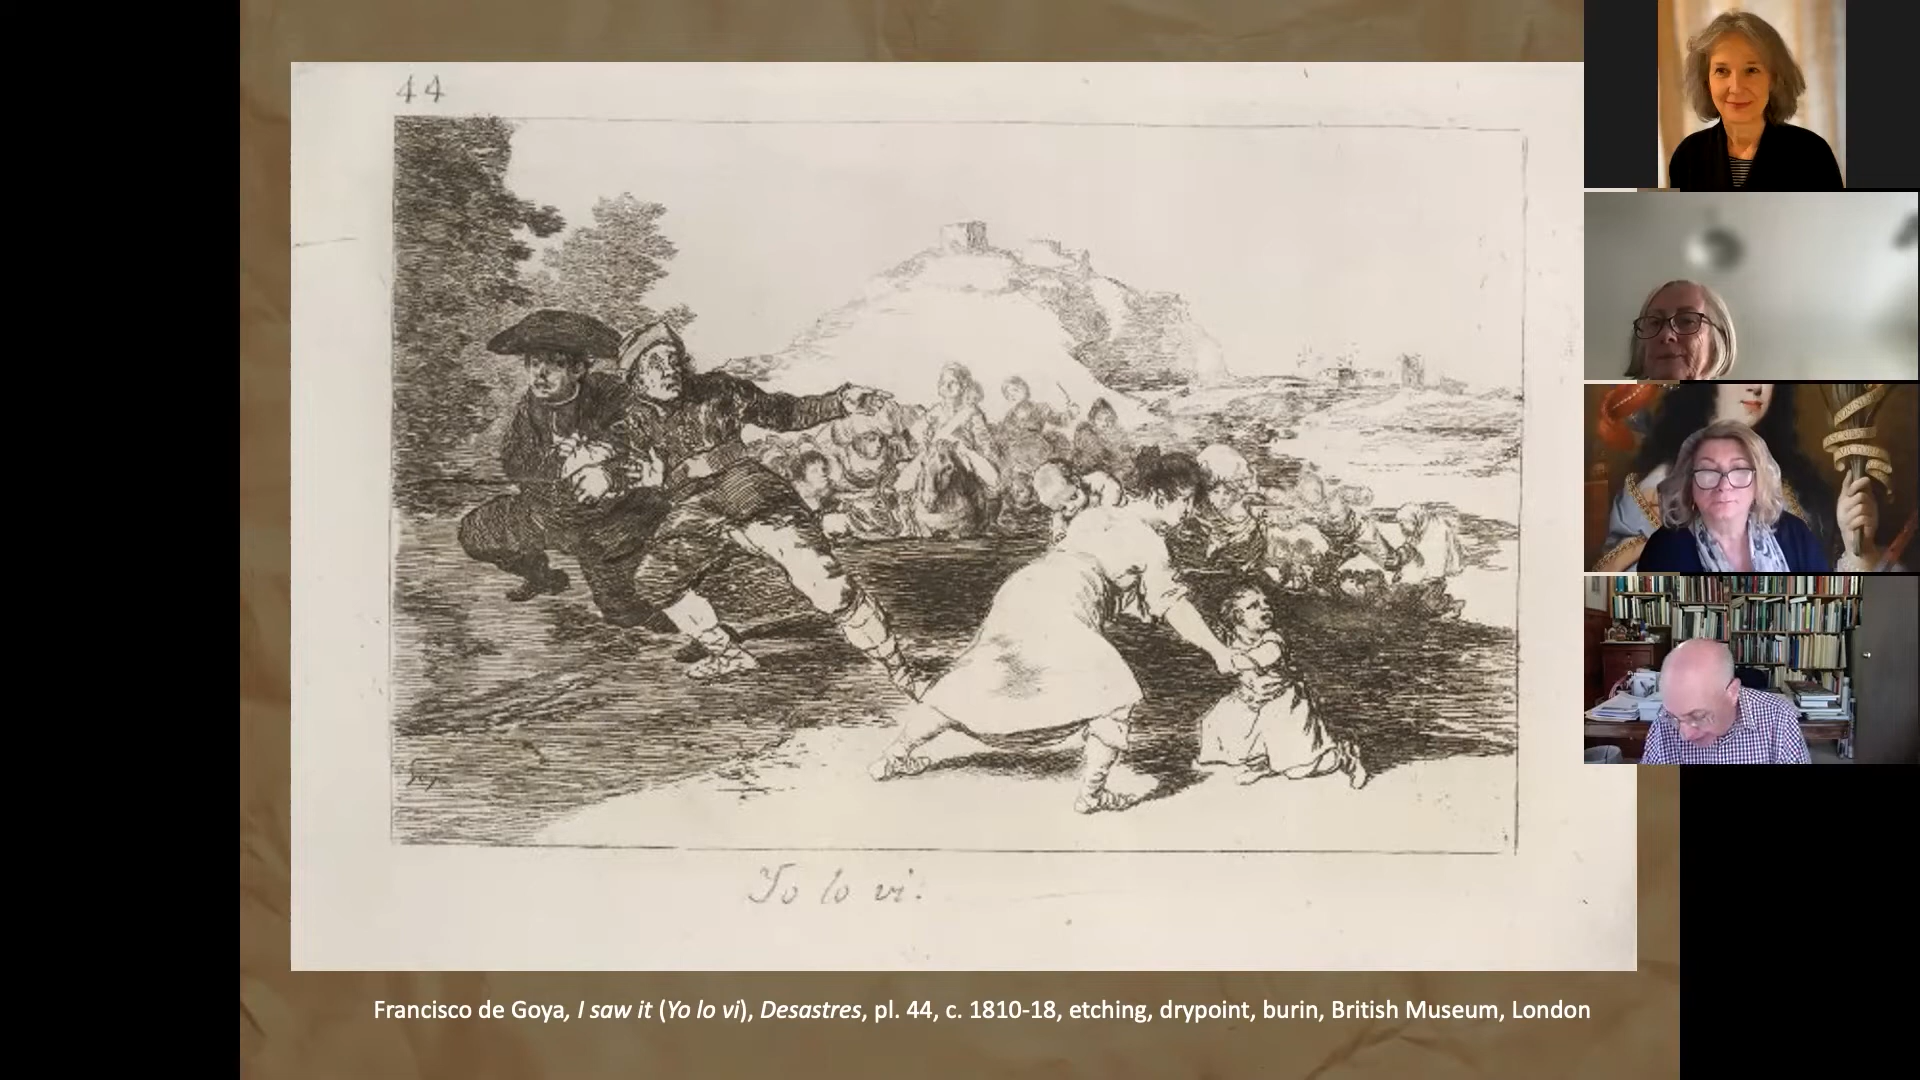 44
Yo lo vi.
Francisco de Goya, I saw it (Yo lo vi), Desastres, pl. 44, c. 1810-18, etching, drypoint, burin, British Museum, London